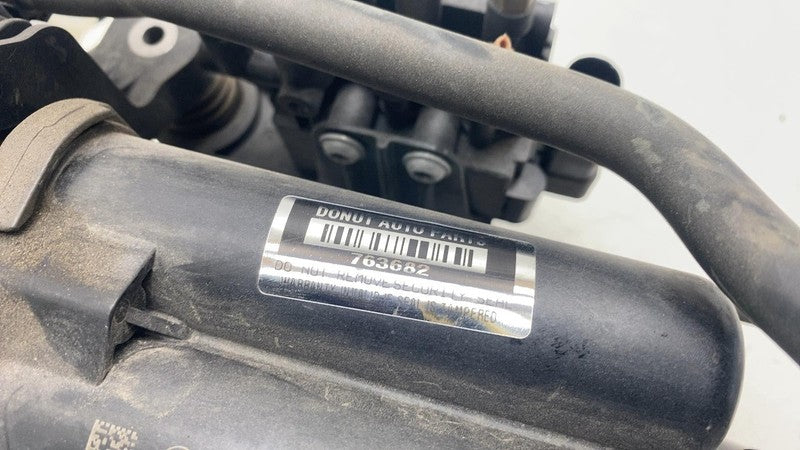 DONUT AUTO PARTS
763682
DO NOT REMOVE SECURITY SEAL
WARRANTY INVALID IF SEAL IS TAMPERED